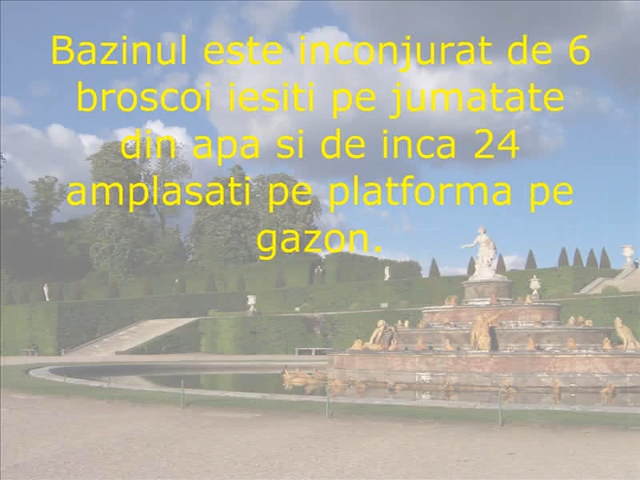 Bazinul este inconjurat de 6
broscoi iesiti pe jumatate
din apa si de inca 24
amplasati pe platforma pe
gazon.